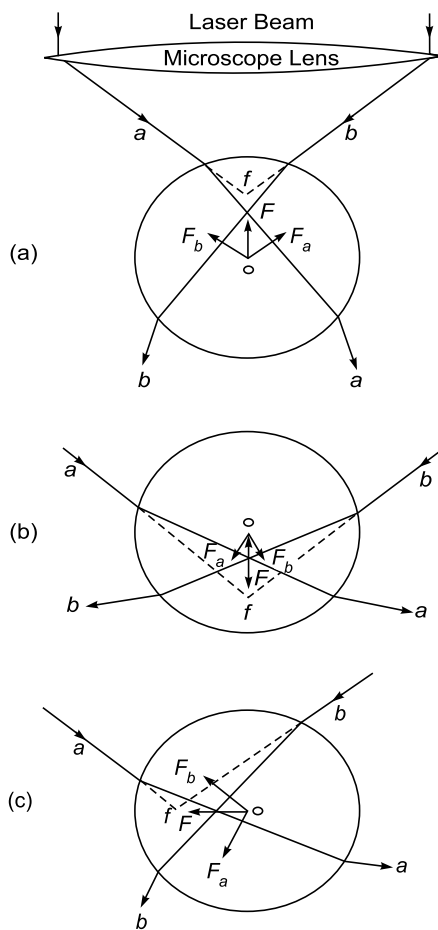 Laser Beam
Microscope Lens
a b
f
F
F_b F_a
O
(a)
b a
a b
(b)
O
F_a F_b
F
b f a
a b
F_b
(c)
f F O
F_a
a
b